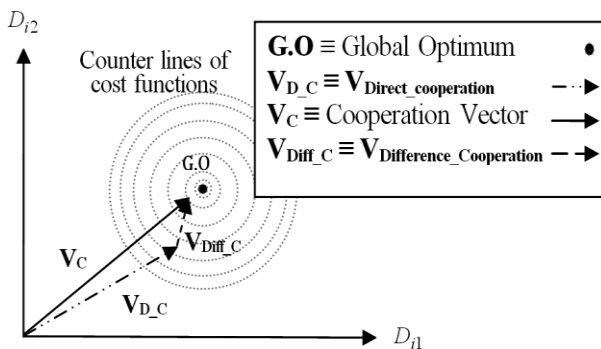 D_i2
Counter lines of
cost functions
G.O
V_Diff_C
V_C
V_D_C
D_i1
G.O ≡ Global Optimum
V_D_C ≡ V_Direct_cooperation
V_C ≡ Cooperation Vector
V_Diff_C ≡ V_Difference_Cooperation